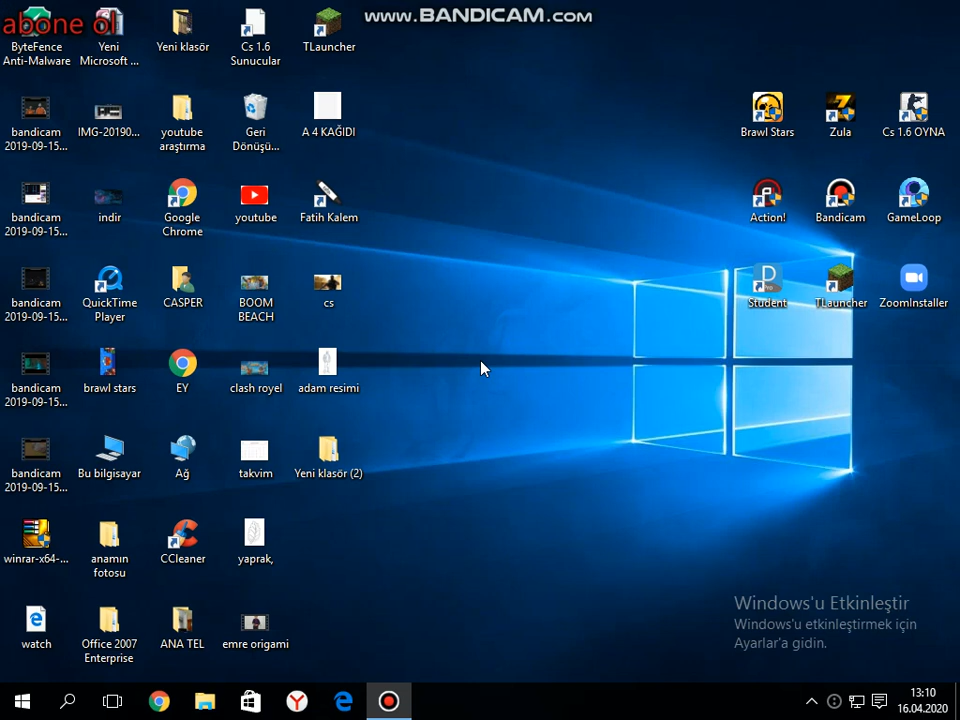 www.BANDICAM.com
abone ol
ByteFence
Anti-Malware
Yeni
Microsoft ...
Yeni klasör
Cs 1.6
Sunucular
TLauncher
bandicam
2019-09-15...
IMG-20190...
youtube
araştırma
Geri
Dönüşü...
A 4 KAĞIDI
Brawl Stars
Zula
Cs 1.6 OYNA
bandicam
2019-09-15...
indir
Google
Chrome
youtube
Fatih Kalem
Action!
Bandicam
GameLoop
bandicam
2019-09-15...
QuickTime
Player
CASPER
BOOM
BEACH
cs
Student
TLauncher
ZoomInstaller
bandicam
2019-09-15...
brawl stars
EY
clash royel
adam resimi
bandicam
2019-09-15...
Bu bilgisayar
Ağ
takvim
Yeni klasör (2)
winrar-x64-...
anamın
fotosu
CCleaner
yaprak,
watch
Office 2007
Enterprise
ANA TEL
emre origami
Windows'u Etkinleştir
Windows'u etkinleştirmek için
Ayarlar'a gidin.
13:10
16.04.2020